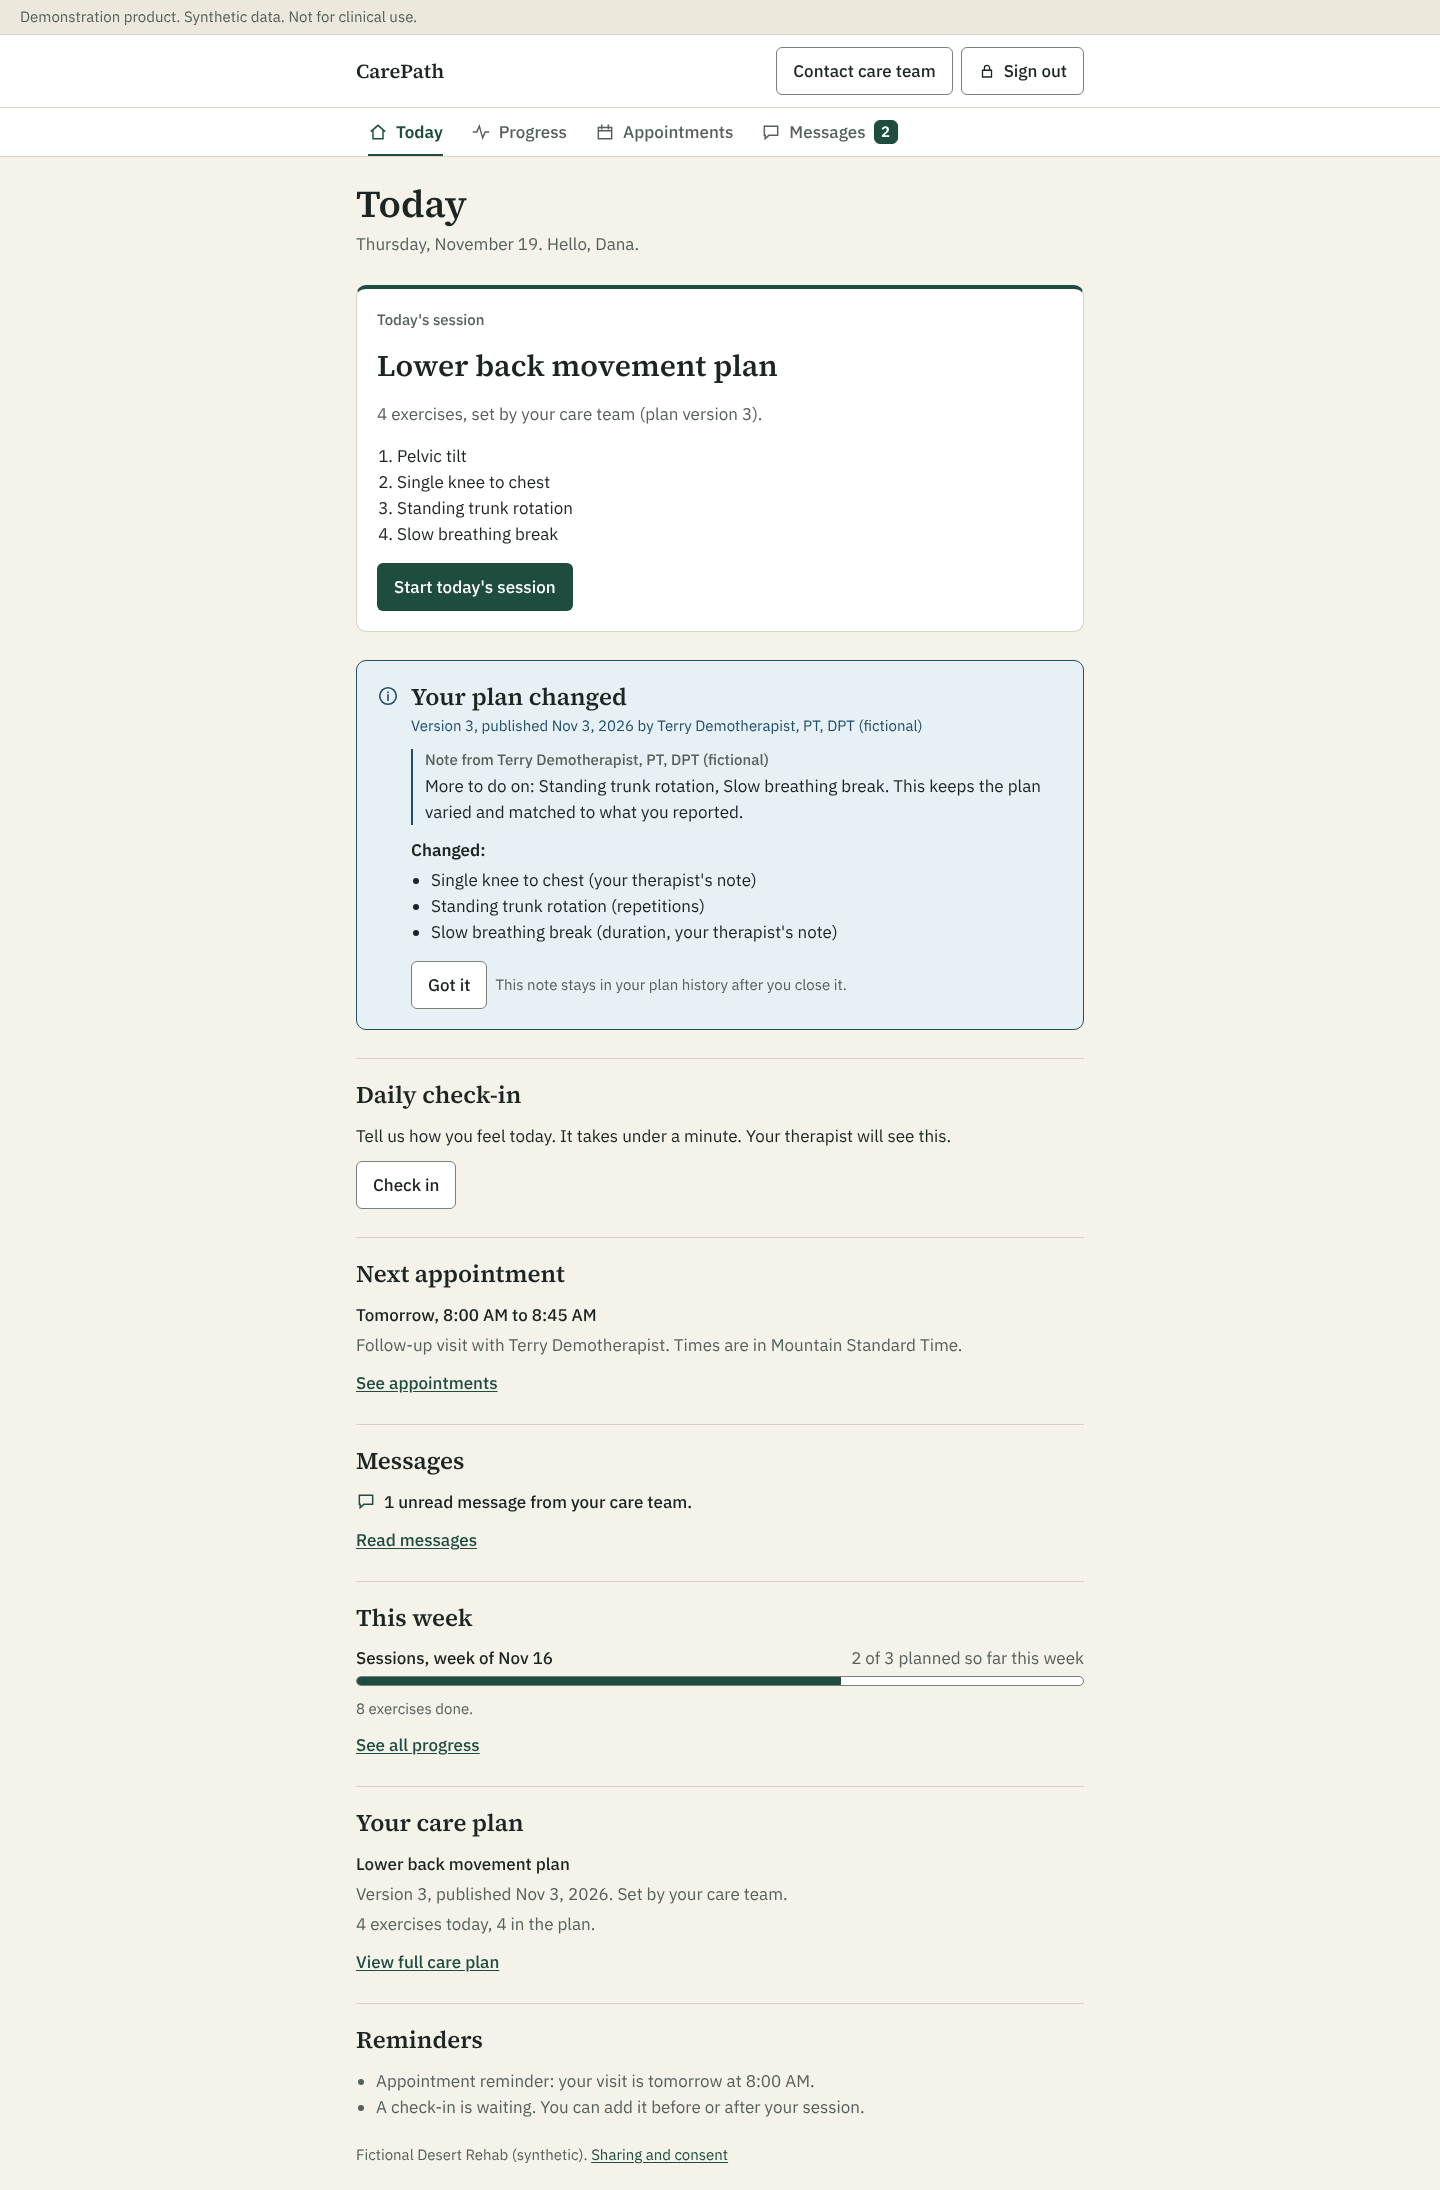 Demonstration product. Synthetic data. Not for clinical use.
CarePath
Contact care team
Sign out
Today
Progress
Appointments
Messages
2
Today
Thursday, November 19. Hello, Dana.
Today's session
Lower back movement plan
4 exercises, set by your care team (plan version 3).
1. Pelvic tilt
2. Single knee to chest
3. Standing trunk rotation
4. Slow breathing break
Start today's session
Your plan changed
Version 3, published Nov 3, 2026 by Terry Demotherapist, PT, DPT (fictional)
Note from Terry Demotherapist, PT, DPT (fictional)
More to do on: Standing trunk rotation, Slow breathing break. This keeps the plan
varied and matched to what you reported.
Changed:
• Single knee to chest (your therapist's note)
• Standing trunk rotation (repetitions)
• Slow breathing break (duration, your therapist's note)
Got it
This note stays in your plan history after you close it.
Daily check-in
Tell us how you feel today. It takes under a minute. Your therapist will see this.
Check in
Next appointment
Tomorrow, 8:00 AM to 8:45 AM
Follow-up visit with Terry Demotherapist. Times are in Mountain Standard Time.
See appointments
Messages
1 unread message from your care team.
Read messages
This week
Sessions, week of Nov 16
2 of 3 planned so far this week
8 exercises done.
See all progress
Your care plan
Lower back movement plan
Version 3, published Nov 3, 2026. Set by your care team.
4 exercises today, 4 in the plan.
View full care plan
Reminders
• Appointment reminder: your visit is tomorrow at 8:00 AM.
• A check-in is waiting. You can add it before or after your session.
Fictional Desert Rehab (synthetic). Sharing and consent